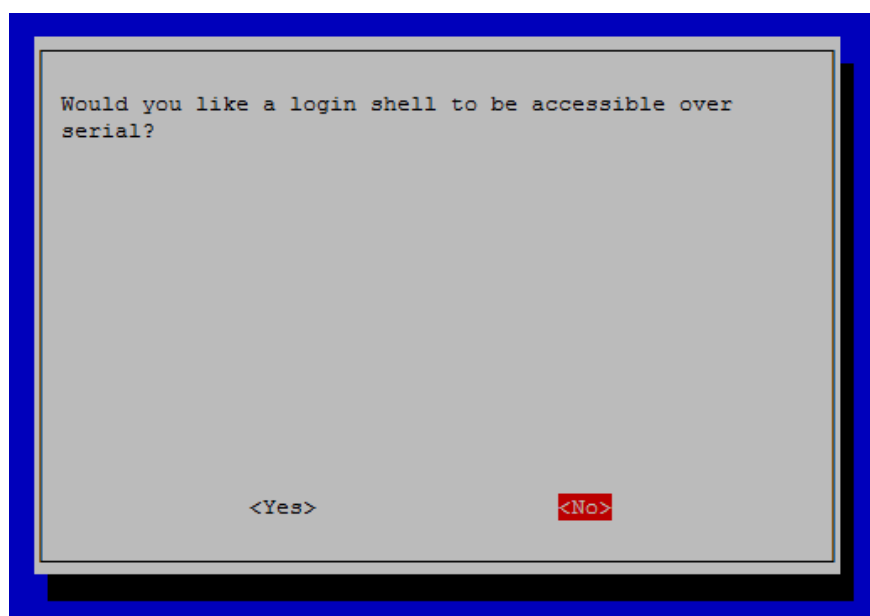 Would you like a login shell to be accessible over
serial?
<Yes> <No>